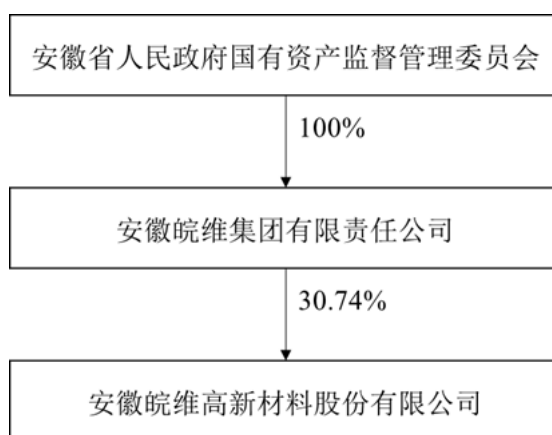 安徽省人民政府国有资产监督管理委员会
100%
安徽皖维集团有限责任公司
30.74%
安徽皖维高新材料股份有限公司